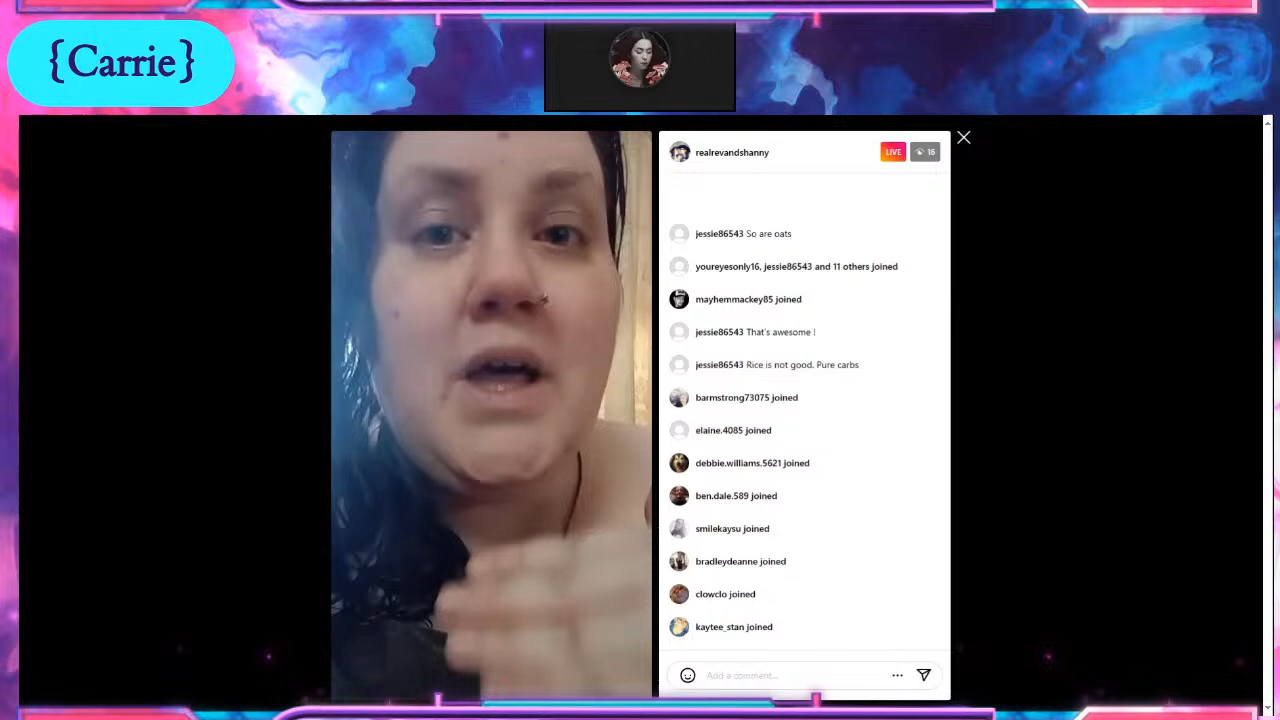 {Carrie}
realrevandshanny
LIVE
16
jessie86543 So are oats
youreyesonly16, jessie86543 and 11 others joined
mayhemmackey85 joined
jessie86543 That's awesome !
jessie86543 Rice is not good. Pure carbs
barmstrong73075 joined
elaine.4085 joined
debbie.williams.5621 joined
ben.dale.589 joined
smilekaysu joined
bradleydeanne joined
clowclo joined
kaytee_stan joined
Add a comment...